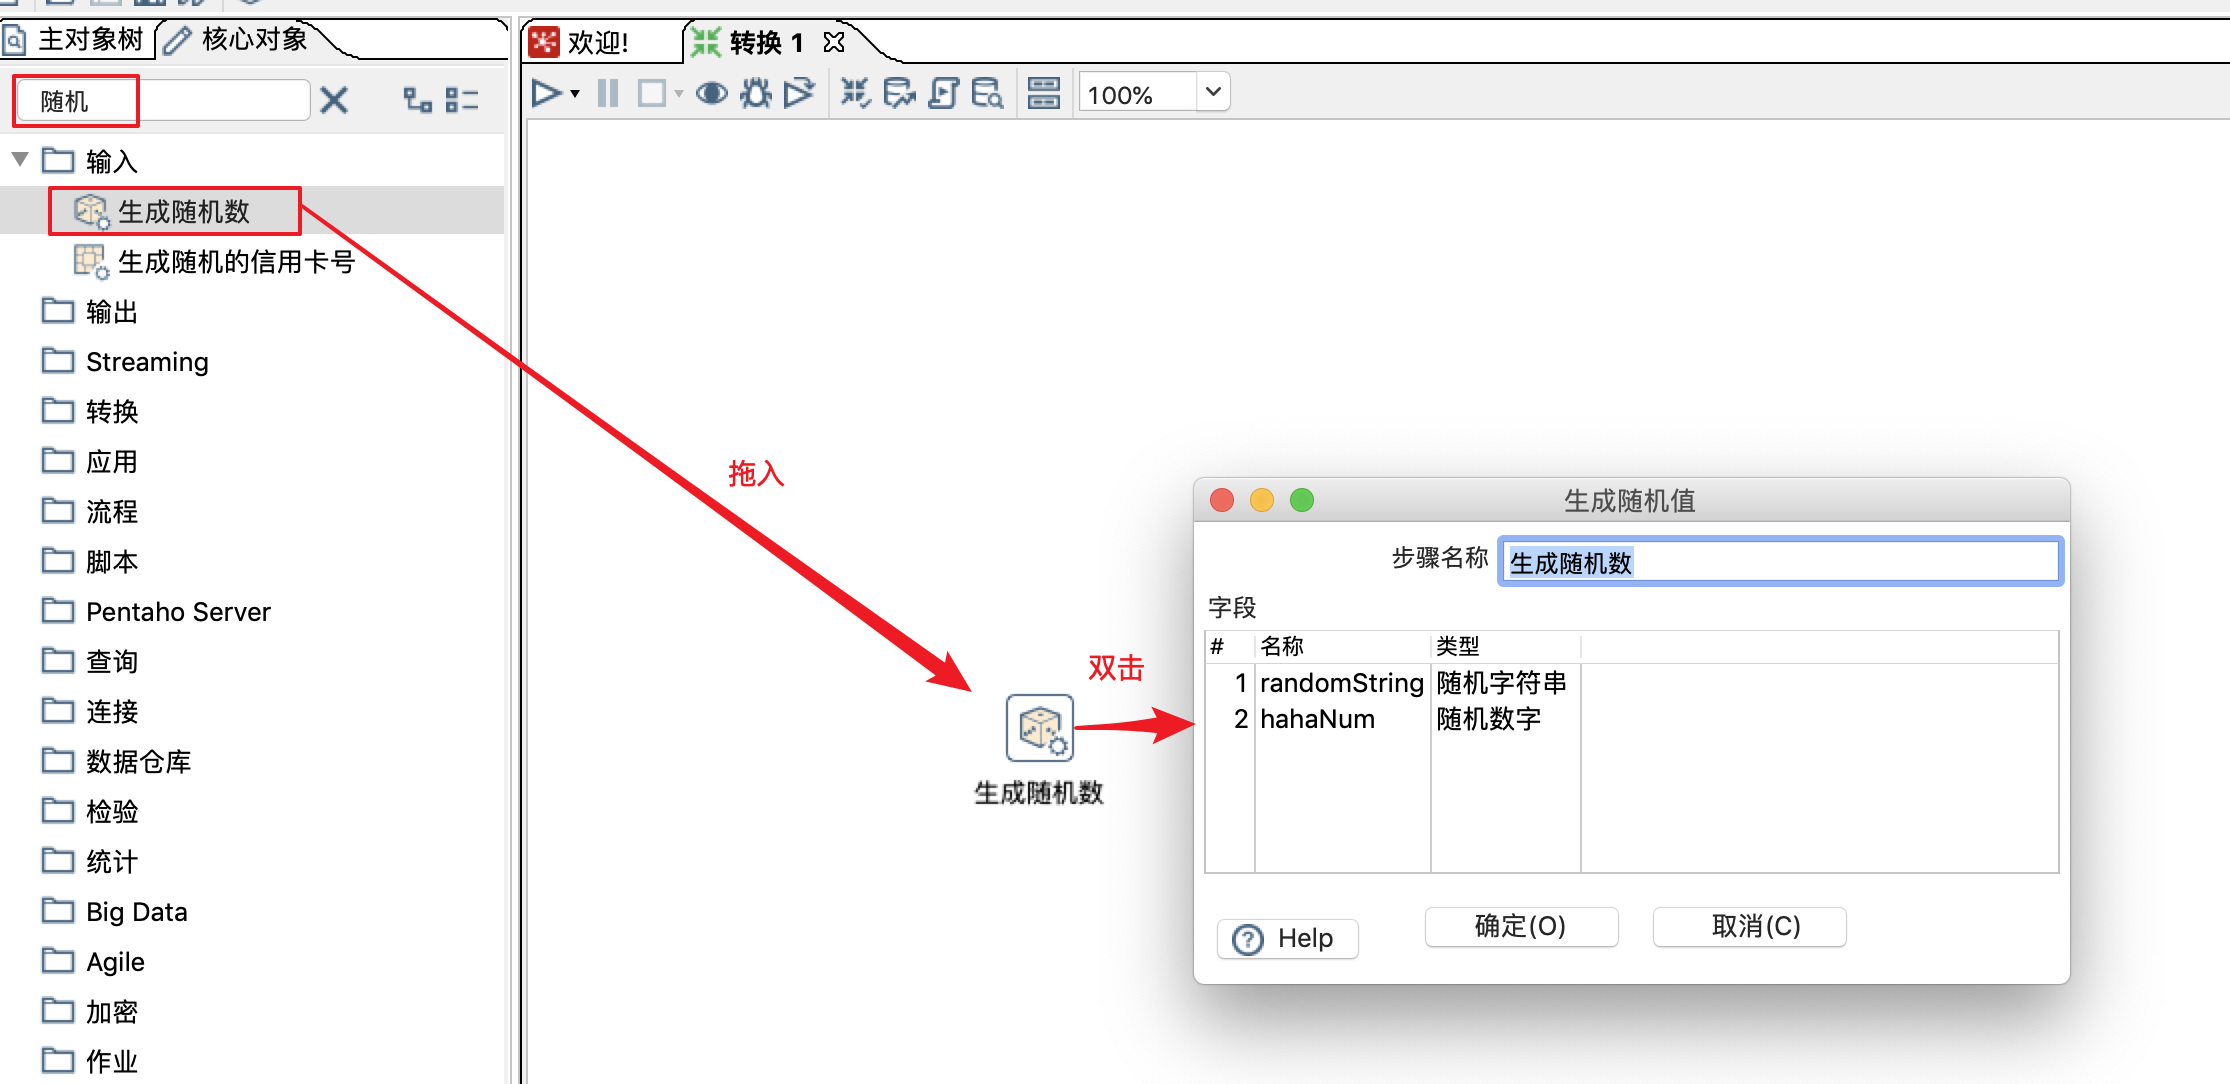 主对象树
核心对象
随机
输入
生成随机数
生成随机的信用卡号
输出
Streaming
转换
应用
流程
脚本
Pentaho Server
查询
连接
数据仓库
检验
统计
Big Data
Agile
加密
作业
欢迎!
转换 1
100%
拖入
双击
生成随机数
生成随机值
步骤名称 生成随机数
字段
# 名称 类型
1 randomString 随机字符串
2 hahaNum 随机数字
Help 确定(O) 取消(C)